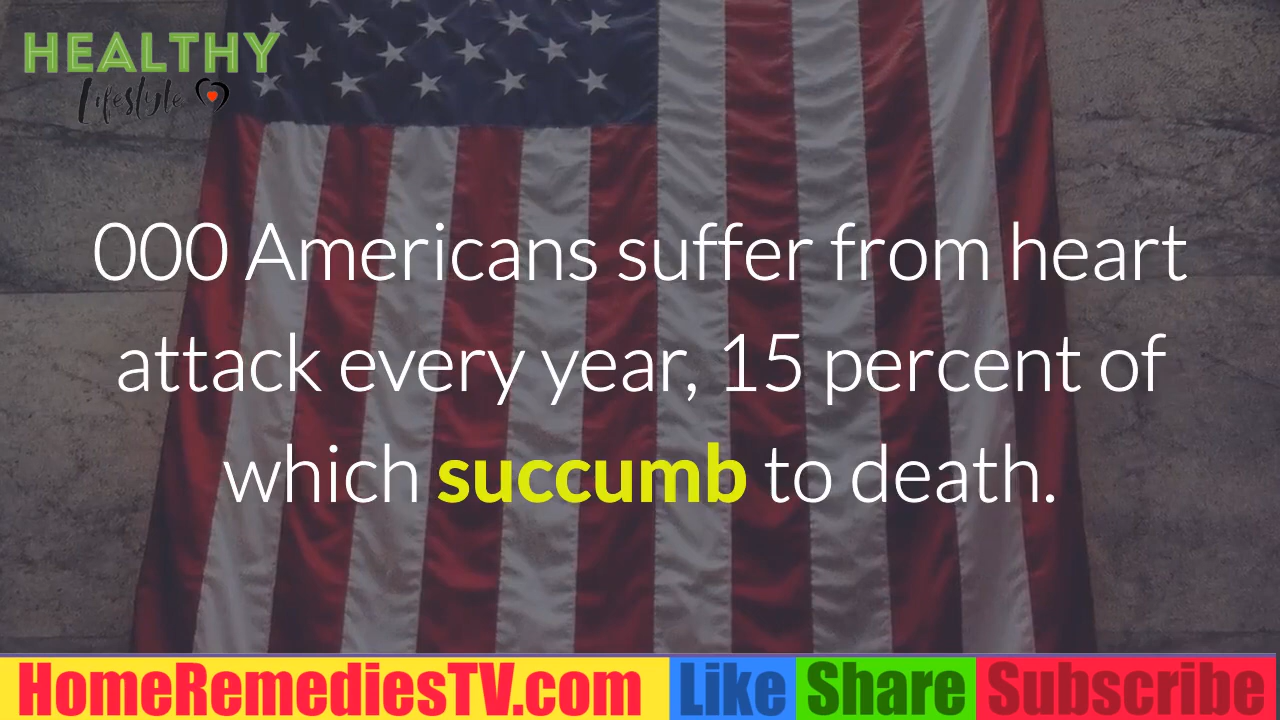 HEALTHY
Lifestyle
000 Americans suffer from heart
attack every year, 15 percent of
which succumb to death.
HomeRemediesTV.com Like Share Subscribe